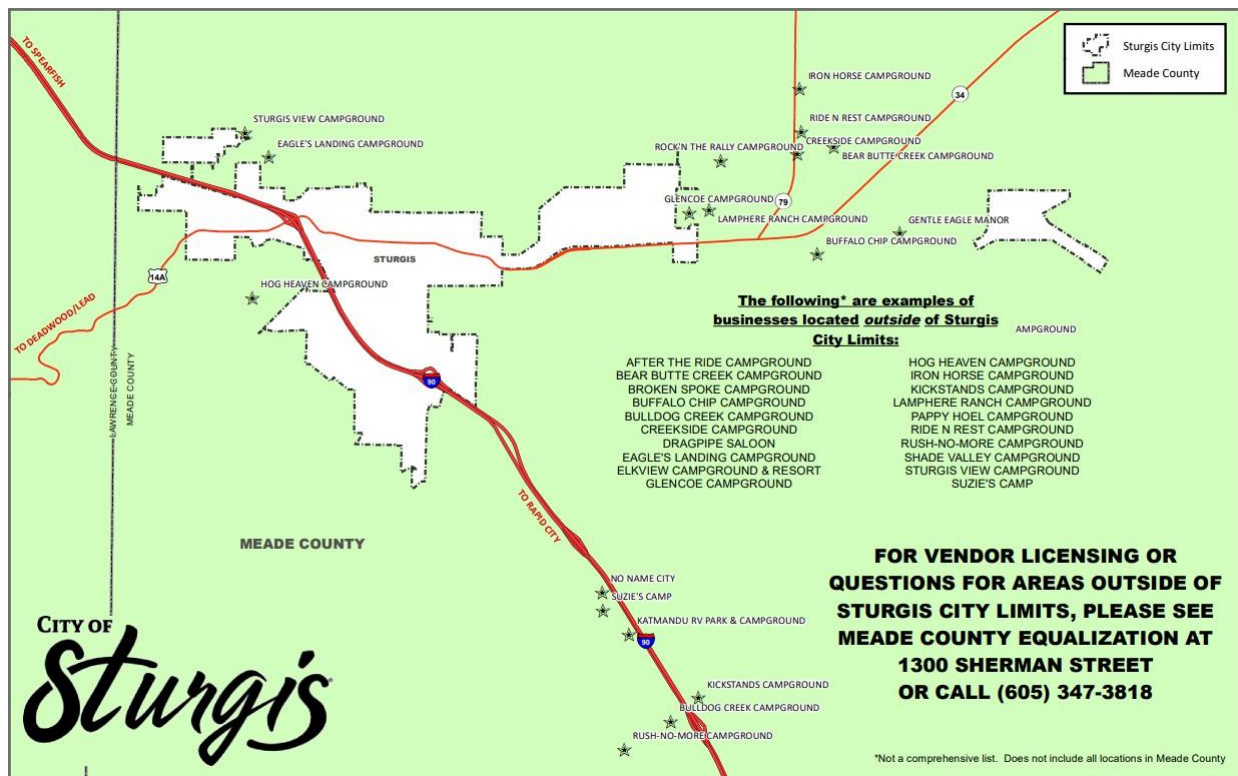 Sturgis City Limits
Meade County
TO SPEARFISH
IRON HORSE CAMPGROUND
34
STURGIS VIEW CAMPGROUND
RIDE N REST CAMPGROUND
EAGLE'S LANDING CAMPGROUND
ROCK'N THE RALLY CAMPGROUND
CREEKSIDE CAMPGROUND
BEAR BUTTE CREEK CAMPGROUND
GLENCOE CAMPGROUND
79
LAMPHERE RANCH CAMPGROUND
GENTLE EAGLE MANOR
BUFFALO CHIP CAMPGROUND
STURGIS
14A
HOG HEAVEN CAMPGROUND
TO DEADWOOD/LEAD
LAWRENCE COUNTY
MEADE COUNTY
90
The following* are examples of
businesses located outside of Sturgis
City Limits:
AMPGROUND
AFTER THE RIDE CAMPGROUND
BEAR BUTTE CREEK CAMPGROUND
BROKEN SPOKE CAMPGROUND
BUFFALO CHIP CAMPGROUND
BULLDOG CREEK CAMPGROUND
CREEKSIDE CAMPGROUND
DRAGPIPE SALOON
EAGLE'S LANDING CAMPGROUND
ELKVIEW CAMPGROUND & RESORT
GLENCOE CAMPGROUND
HOG HEAVEN CAMPGROUND
IRON HORSE CAMPGROUND
KICKSTANDS CAMPGROUND
LAMPHERE RANCH CAMPGROUND
PAPPY HOEL CAMPGROUND
RIDE N REST CAMPGROUND
RUSH-NO-MORE CAMPGROUND
SHADE VALLEY CAMPGROUND
STURGIS VIEW CAMPGROUND
SUZIE'S CAMP
TO RAPID CITY
MEADE COUNTY
NO NAME CITY
SUZIE'S CAMP
KATMANDU RV PARK & CAMPGROUND
90
KICKSTANDS CAMPGROUND
BULLDOG CREEK CAMPGROUND
RUSH-NO-MORE CAMPGROUND
FOR VENDOR LICENSING OR
QUESTIONS FOR AREAS OUTSIDE OF
STURGIS CITY LIMITS, PLEASE SEE
MEADE COUNTY EQUALIZATION AT
1300 SHERMAN STREET
OR CALL (605) 347-3818
CITY OF
Sturgis
*Not a comprehensive list. Does not include all locations in Meade County